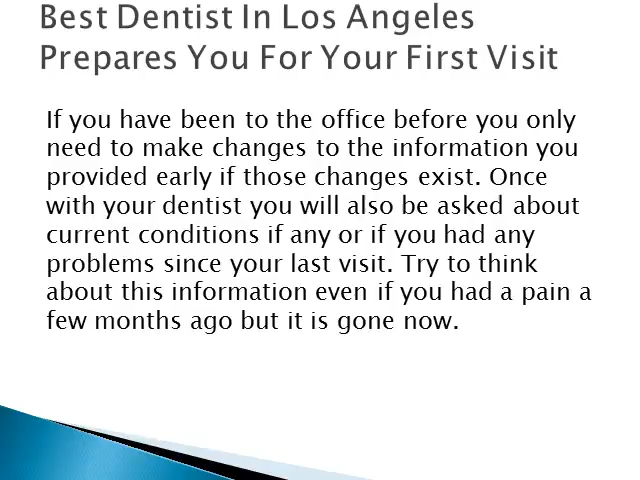 Best Dentist In Los Angeles
Prepares You For Your First Visit
If you have been to the office before you only
need to make changes to the information you
provided early if those changes exist. Once
with your dentist you will also be asked about
current conditions if any or if you had any
problems since your last visit. Try to think
about this information even if you had a pain a
few months ago but it is gone now.